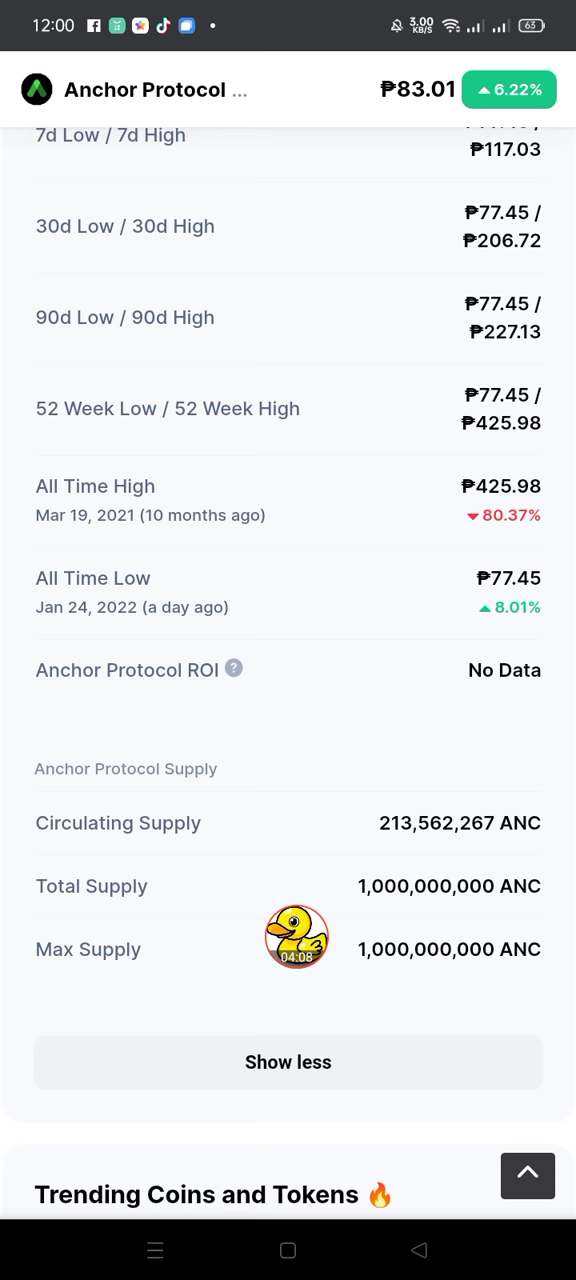 12:00
3.00
KB/S
63
Anchor Protocol ...
₱83.01
6.22%
7d Low / 7d High
₱117.03
30d Low / 30d High
₱77.45 /
₱206.72
90d Low / 90d High
₱77.45 /
₱227.13
52 Week Low / 52 Week High
₱77.45 /
₱425.98
All Time High
₱425.98
Mar 19, 2021 (10 months ago)
80.37%
All Time Low
₱77.45
Jan 24, 2022 (a day ago)
8.01%
Anchor Protocol ROI ?
No Data
Anchor Protocol Supply
Circulating Supply
213,562,267 ANC
Total Supply
1,000,000,000 ANC
Max Supply
04:08
1,000,000,000 ANC
Show less
Trending Coins and Tokens 🔥